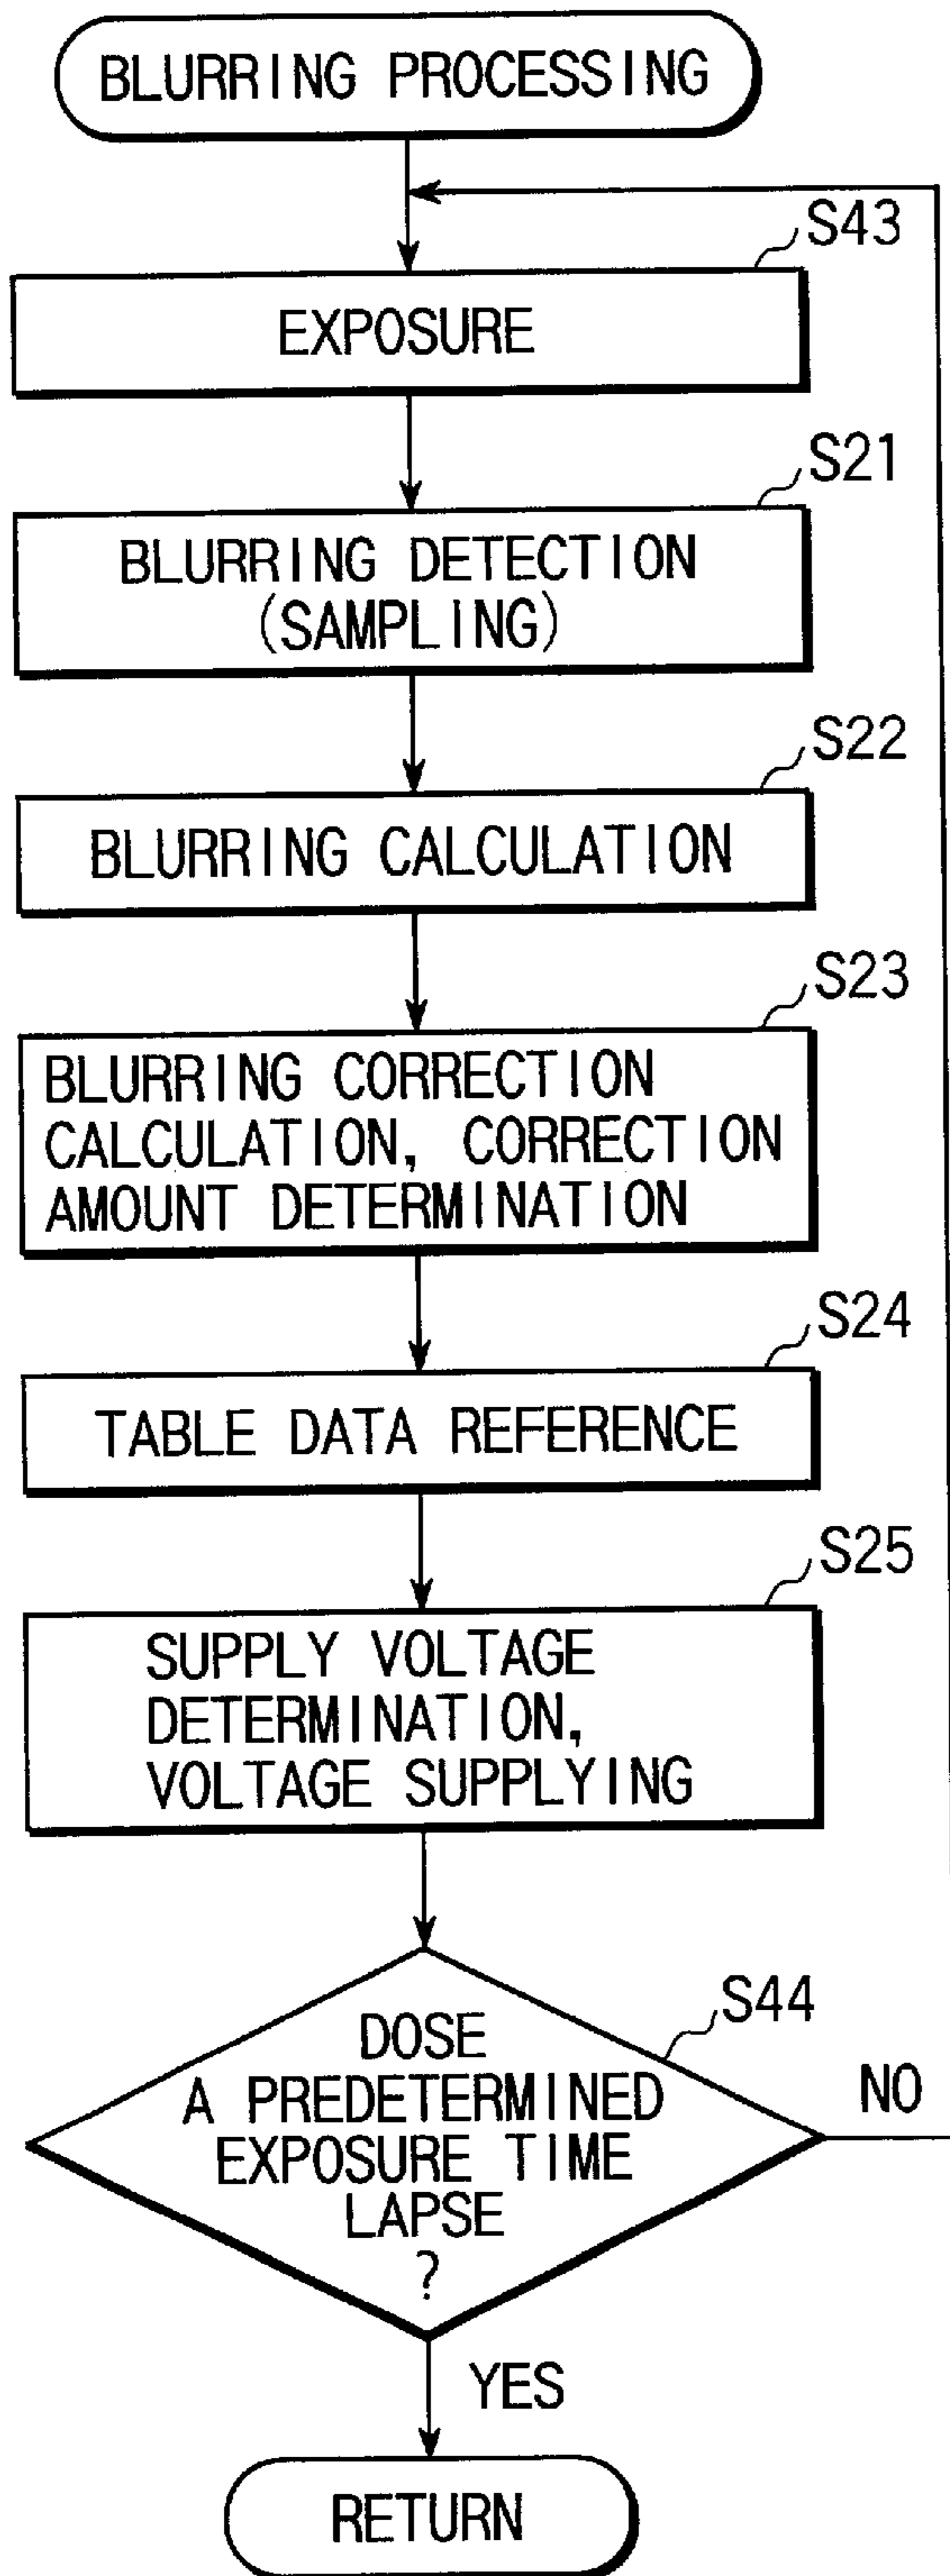 BLURRING PROCESSING
S43
EXPOSURE
S21
BLURRING DETECTION
(SAMPLING)
S22
BLURRING CALCULATION
S23
BLURRING CORRECTION
CALCULATION, CORRECTION
AMOUNT DETERMINATION
S24
TABLE DATA REFERENCE
S25
SUPPLY VOLTAGE
DETERMINATION,
VOLTAGE SUPPLYING
S44
DOSE
A PREDETERMINED
EXPOSURE TIME
LAPSE
?
NO
YES
RETURN